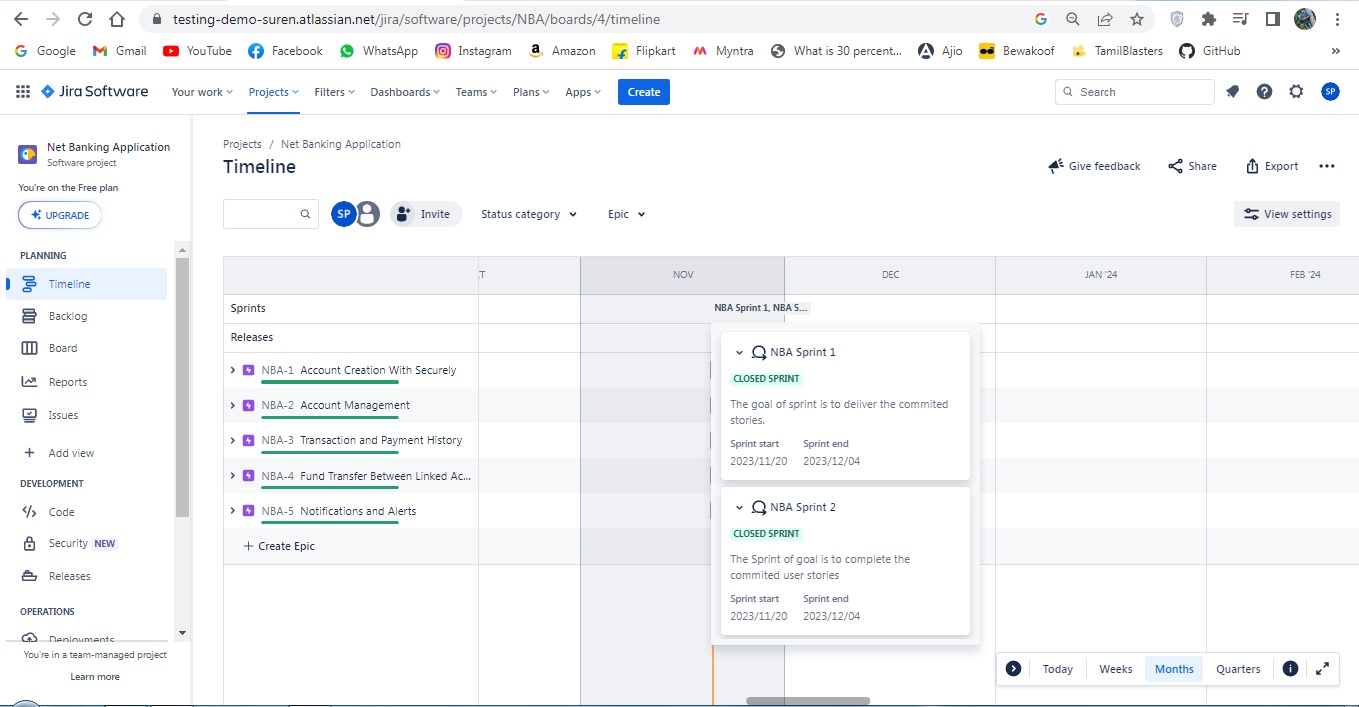 testing-demo-suren.atlassian.net/jira/software/projects/NBA/boards/4/timeline
Google Gmail YouTube Facebook WhatsApp Instagram Amazon Flipkart Myntra What is 30 percent... Ajio Bewakoof TamilBlasters GitHub »
Jira Software Your work Projects Filters Dashboards Teams Plans Apps Create Search SP
Net Banking Application
Software project
You're on the Free plan
UPGRADE
PLANNING
Timeline
Backlog
Board
Reports
Issues
Add view
DEVELOPMENT
Code
Security NEW
Releases
OPERATIONS
Deployments
You're in a team-managed project
Learn more
Projects / Net Banking Application
Timeline
Give feedback Share Export
SP Invite Status category Epic View settings
T NOV DEC JAN '24 FEB '24
Sprints NBA Sprint 1, NBA S...
Releases
NBA-1 Account Creation With Securely
NBA-2 Account Management
NBA-3 Transaction and Payment History
NBA-4 Fund Transfer Between Linked Ac...
NBA-5 Notifications and Alerts
+ Create Epic
NBA Sprint 1
CLOSED SPRINT
The goal of sprint is to deliver the commited
stories.
Sprint start Sprint end
2023/11/20 2023/12/04
NBA Sprint 2
CLOSED SPRINT
The Sprint of goal is to complete the
commited user stories
Sprint start Sprint end
2023/11/20 2023/12/04
Today Weeks Months Quarters